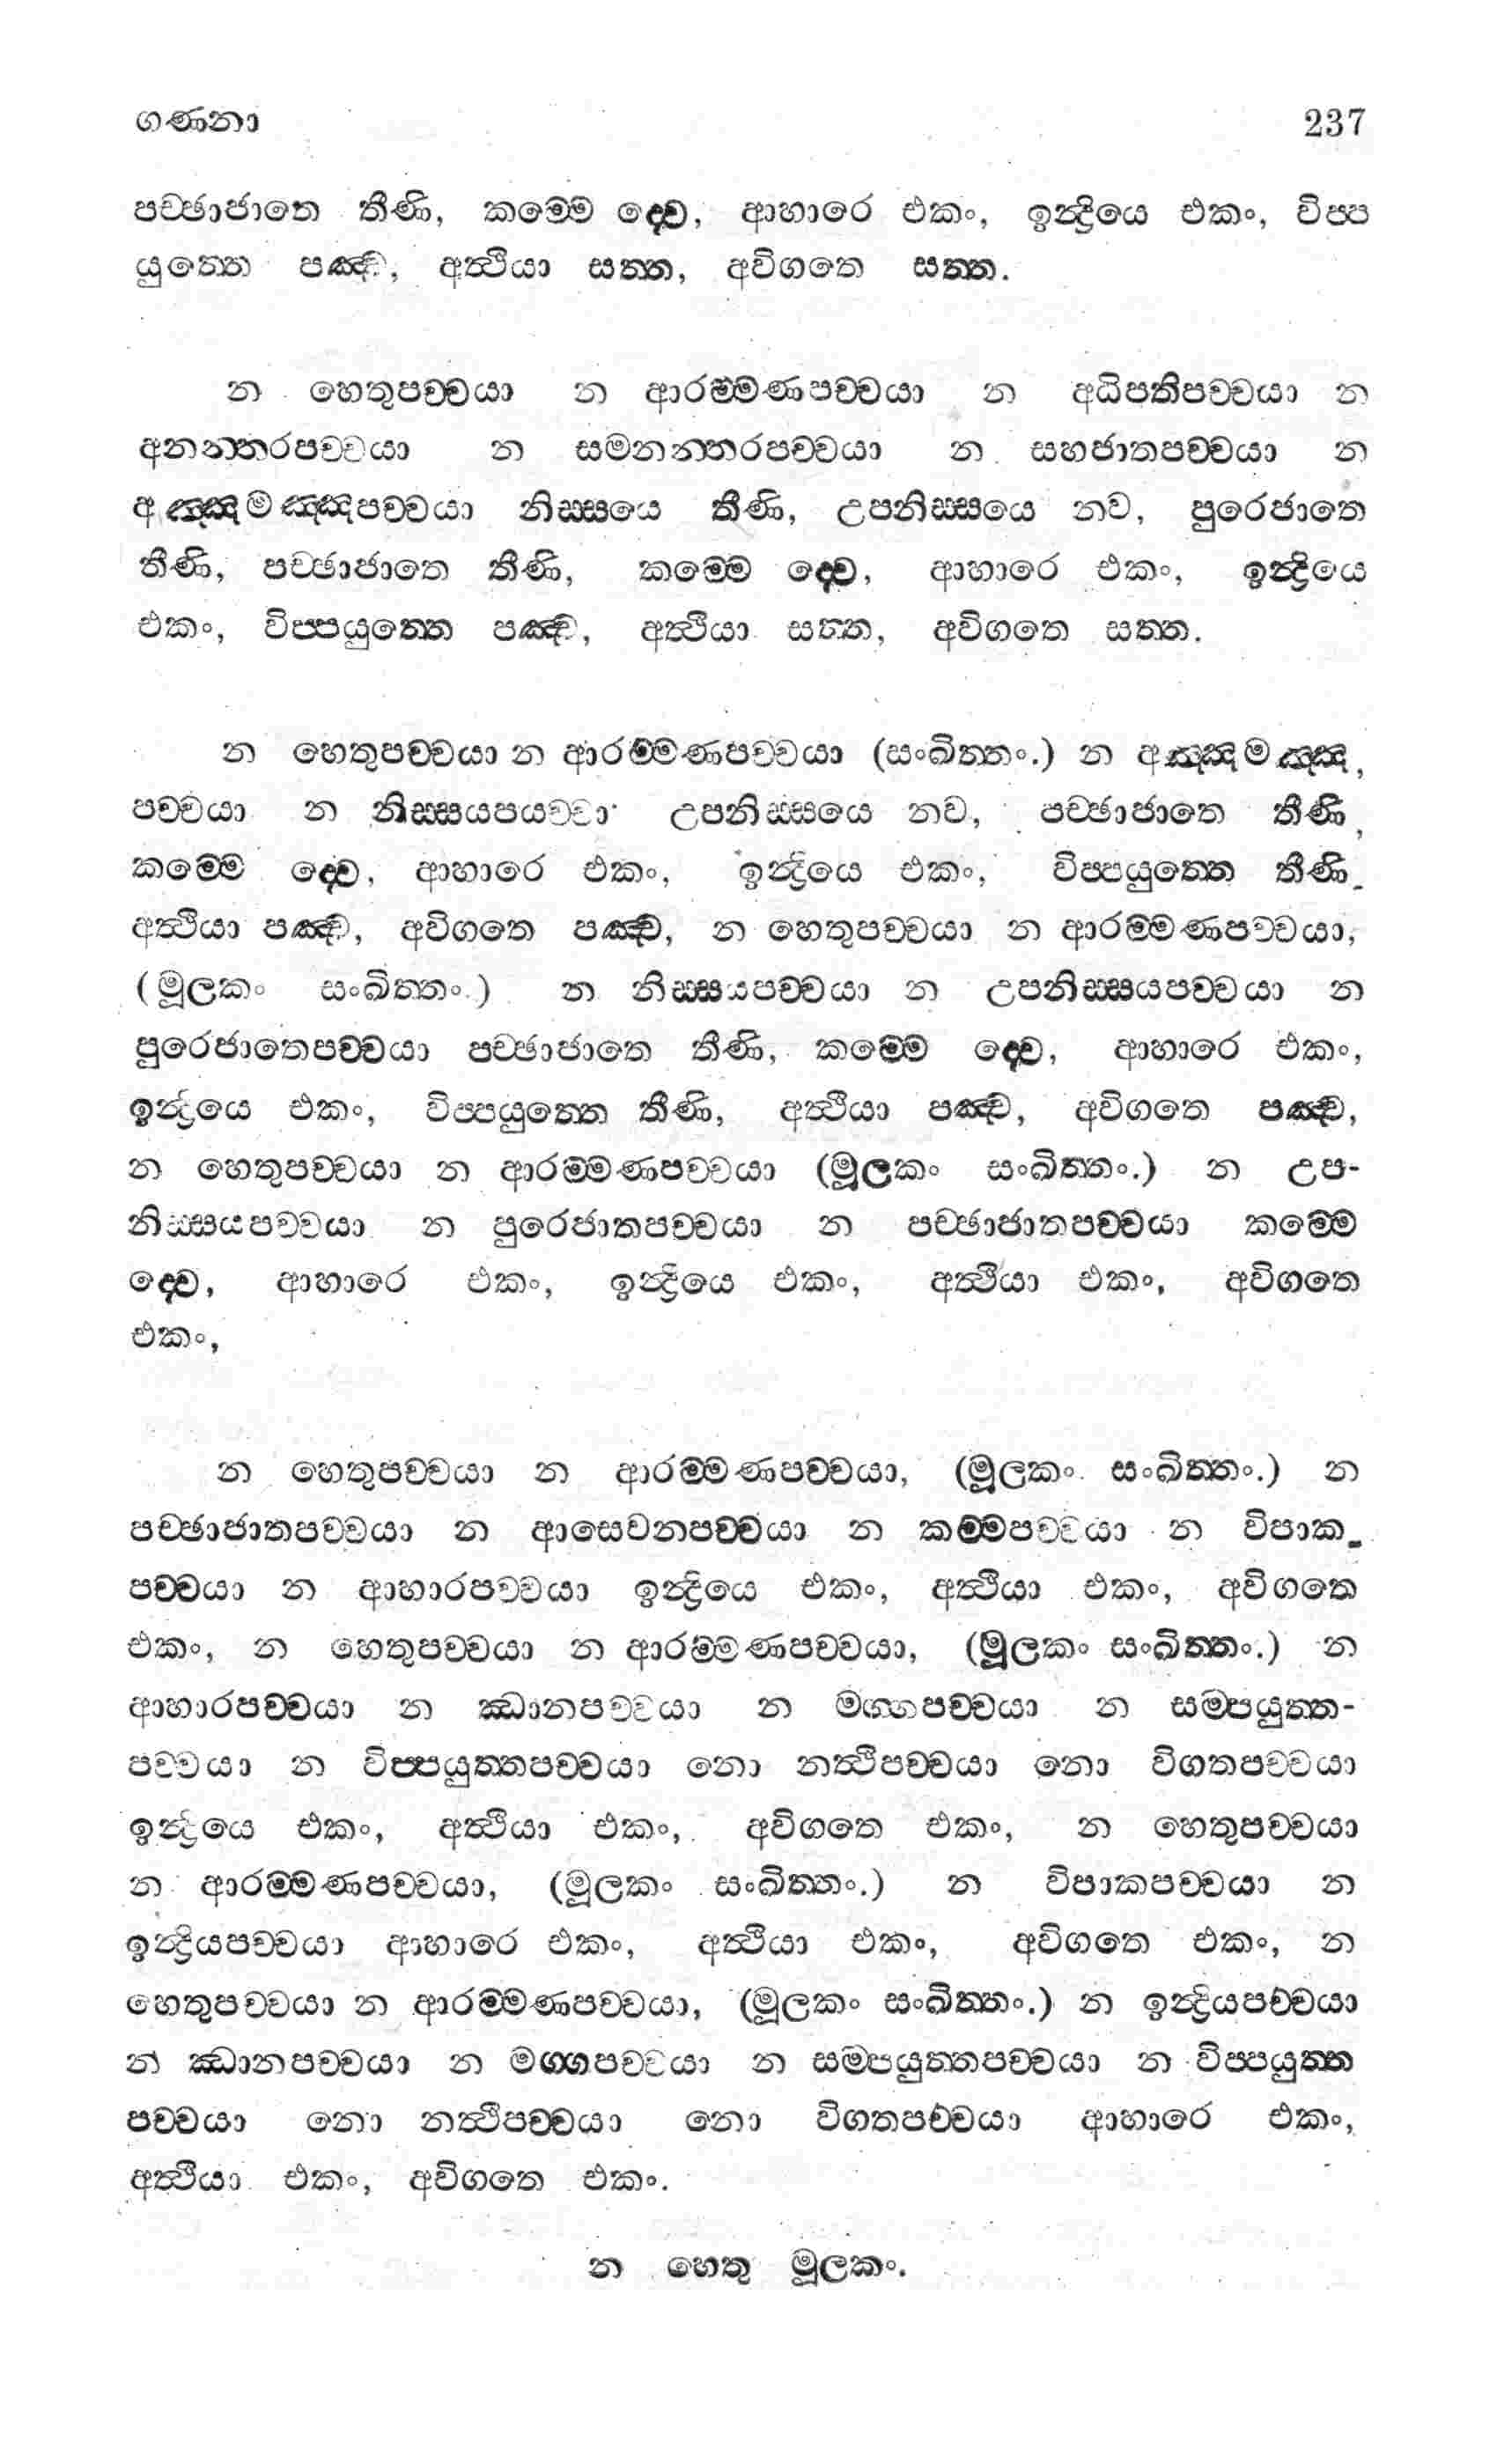 ගණනා 237
පච්ඡාජාතෙ තීණි, කම්මෙ ද්වෙ, ආහාරෙ එකං, ඉන්ද්‍රියෙ එකං, විප්ප
යුත්තෙ පඤ්ච, අත්ථියා සත්ත, අවිගතෙ සත්ත.
න හෙතුපච්චයා න ආරම්මණපච්චයා න අධිපතිපච්චයා න
අනන්තරපච්චයා න සමනන්තරපච්චයා න සහජාතපච්චයා න
අඤ්ඤමඤ්ඤපච්චයා නිස්සයෙ තීණි, උපනිස්සයෙ නව, පුරෙජාතෙ
තීණි, පච්ඡාජාතෙ තීණි, කම්මෙ ද්වෙ, ආහාරෙ එකං, ඉන්ද්‍රියෙ
එකං, විප්පයුත්තෙ පඤ්ච, අත්ථියා සත්ත, අවිගතෙ සත්ත.
න හෙතුපච්චයා න ආරම්මණපච්චයා (සංඛිත්තං.) න අඤ්ඤමඤ්ඤ,
පච්චයා න නිස්සයපයච්චා උපනිස්සයෙ නව, පච්ඡාජාතෙ තීණි,
කම්මෙ ද්වෙ, ආහාරෙ එකං, ඉන්ද්‍රියෙ එකං, විප්පයුත්තෙ තීණි-
අත්ථියා පඤ්ච, අවිගතෙ පඤ්ච, න හෙතුපච්චයා න ආරම්මණපච්චයා,
(මූලකං සංඛිත්තං.) න නිස්සයපච්චයා න උපනිස්සයපච්චයා න
පුරෙජාතෙපච්චයා පච්ඡාජාතෙ තීණි, කම්මෙ ද්වෙ, ආහාරෙ එකං,
ඉන්ද්‍රියෙ එකං, විප්පයුත්තෙ තීණි, අත්ථියා පඤ්ච, අවිගතෙ පඤ්ච,
න හෙතුපච්චයා න ආරම්මණපච්චයා (මූලකං සංඛිත්තං.) න උප-
නිස්සයපච්චයා න පුරෙජාතපච්චයා න පච්ඡාජාතපච්චයා කම්මෙ
ද්වෙ, ආහාරෙ එකං, ඉන්ද්‍රියෙ එකං, අත්ථියා එකං, අවිගතෙ
එකං,
න හෙතුපච්චයා න ආරම්මණපච්චයා, (මූලකං සංඛිත්තං.) න
පච්ඡාජාතපච්චයා න ආසෙවනපච්චයා න කම්මපච්චයා න විපාක-
පච්චයා න ආහාරපච්චයා ඉන්ද්‍රියෙ එකං, අත්ථියා එකං, අවිගතෙ
එකං, න හෙතුපච්චයා න ආරම්මණපච්චයා, (මූලකං සංඛිත්තං.) න
ආහාරපච්චයා න ඣානපච්චයා න මග්ගපච්චයා න සම්පයුත්ත-
පච්චයා න විප්පයුත්තපච්චයා නො නත්ථිපච්චයා නො විගතපච්චයා
ඉන්ද්‍රියෙ එකං, අත්ථියා එකං, අවිගතෙ එකං, න හෙතුපච්චයා
න ආරම්මණපච්චයා, (මූලකං සංඛිත්තං.) න විපාකපච්චයා න
ඉන්ද්‍රියපච්චයා ආහාරෙ එකං, අත්ථියා එකං, අවිගතෙ එකං, න
හෙතුපච්චයා න ආරම්මණපච්චයා, (මූලකං සංඛිත්තං.) න ඉන්ද්‍රියපච්චයා
න ඣානපච්චයා න මග්ගපච්චයා න සම්පයුත්තපච්චයා න විප්පයුත්ත
පච්චයා නො නත්ථිපච්චයා නො විගතපච්චයා ආහාරෙ එකං,
අත්ථියා එකං, අවිගතෙ එකං.
න හෙතු මූලකං.